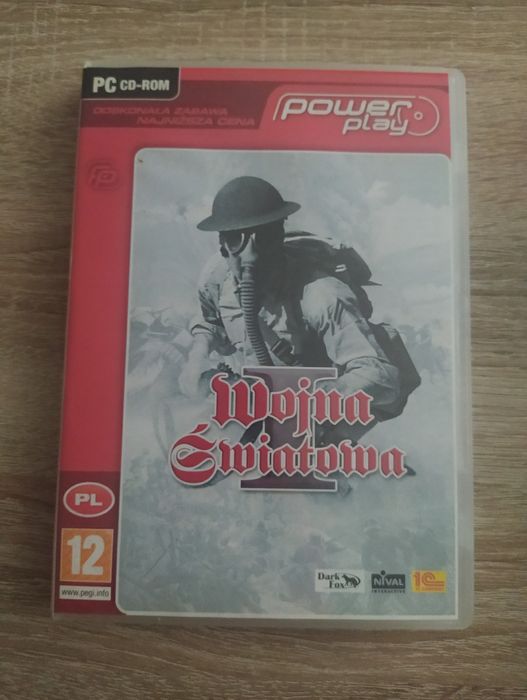 PC CD-ROM
DOSKONAŁA ZABAWA
NAJNIŻSZA CENA
power
play
I
Wojna
Światowa
PL
12
www.pegi.info
Dark
Fox
NIVAL
INTERACTIVE
1C